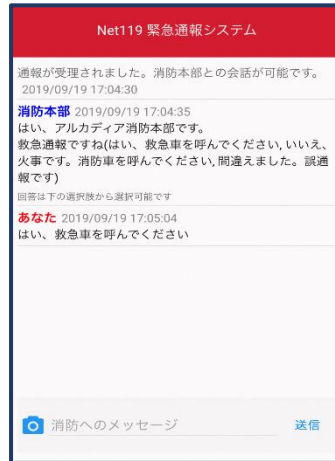 Net119 緊急通報システム
通報が受理されました。消防本部との会話が可能です。
2019/09/19 17:04:30
消防本部 2019/09/19 17:04:35
はい、アルカディア消防本部です。
救急通報ですね(はい、救急車を呼んでください, いいえ、
火事です。消防車を呼んでください, 間違えました。誤通
報です)
回答は下の選択肢から選択可能です
あなた 2019/09/19 17:05:04
はい、救急車を呼んでください
消防へのメッセージ
送信